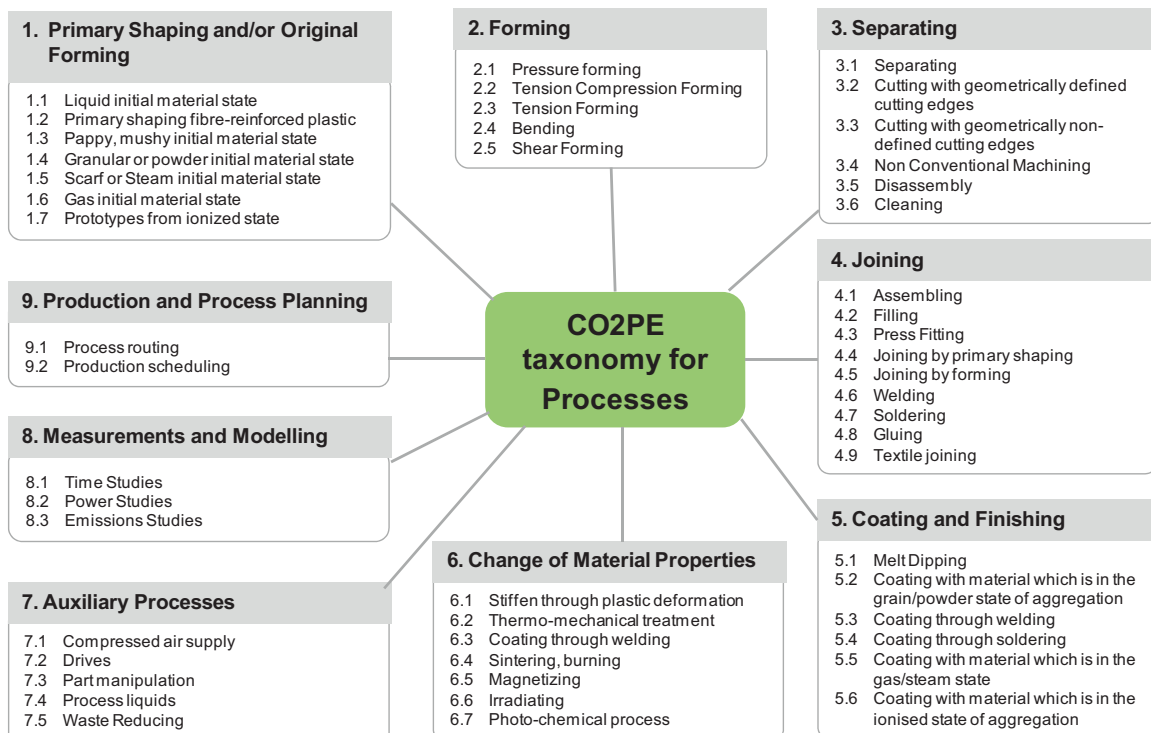 1. Primary Shaping and/or Original
Forming
1.1 Liquid initial material state
1.2 Primary shaping fibre-reinforced plastic
1.3 Pappy, mushy initial material state
1.4 Granular or powder initial material state
1.5 Scarf or Steam initial material state
1.6 Gas initial material state
1.7 Prototypes from ionized state
2. Forming
2.1 Pressure forming
2.2 Tension Compression Forming
2.3 Tension Forming
2.4 Bending
2.5 Shear Forming
3. Separating
3.1 Separating
3.2 Cutting with geometrically defined
cutting edges
3.3 Cutting with geometrically non-
defined cutting edges
3.4 Non Conventional Machining
3.5 Disassembly
3.6 Cleaning
4. Joining
4.1 Assembling
4.2 Filling
4.3 Press Fitting
4.4 Joining by primary shaping
4.5 Joining by forming
4.6 Welding
4.7 Soldering
4.8 Gluing
4.9 Textile joining
CO2PE
taxonomy for
Processes
9. Production and Process Planning
9.1 Process routing
9.2 Production scheduling
8. Measurements and Modelling
8.1 Time Studies
8.2 Power Studies
8.3 Emissions Studies
7. Auxiliary Processes
7.1 Compressed air supply
7.2 Drives
7.3 Part manipulation
7.4 Process liquids
7.5 Waste Reducing
6. Change of Material Properties
6.1 Stiffen through plastic deformation
6.2 Thermo-mechanical treatment
6.3 Coating through welding
6.4 Sintering, burning
6.5 Magnetizing
6.6 Irradiating
6.7 Photo-chemical process
5. Coating and Finishing
5.1 Melt Dipping
5.2 Coating with material which is in the
grain/powder state of aggregation
5.3 Coating through welding
5.4 Coating through soldering
5.5 Coating with material which is in the
gas/steam state
5.6 Coating with material which is in the
ionised state of aggregation